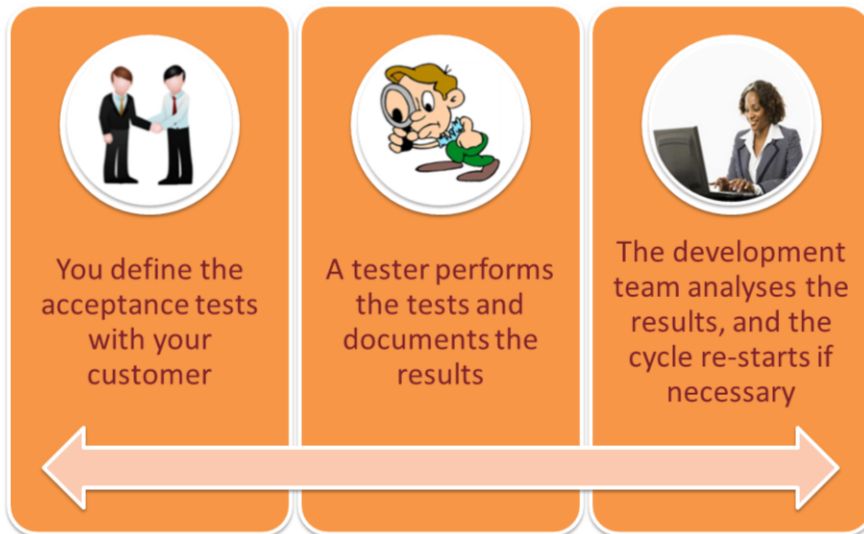 You define the
acceptance tests
with your
customer
A tester performs
the tests and
documents the
results
The development
team analyses the
results, and the
cycle re-starts if
necessary